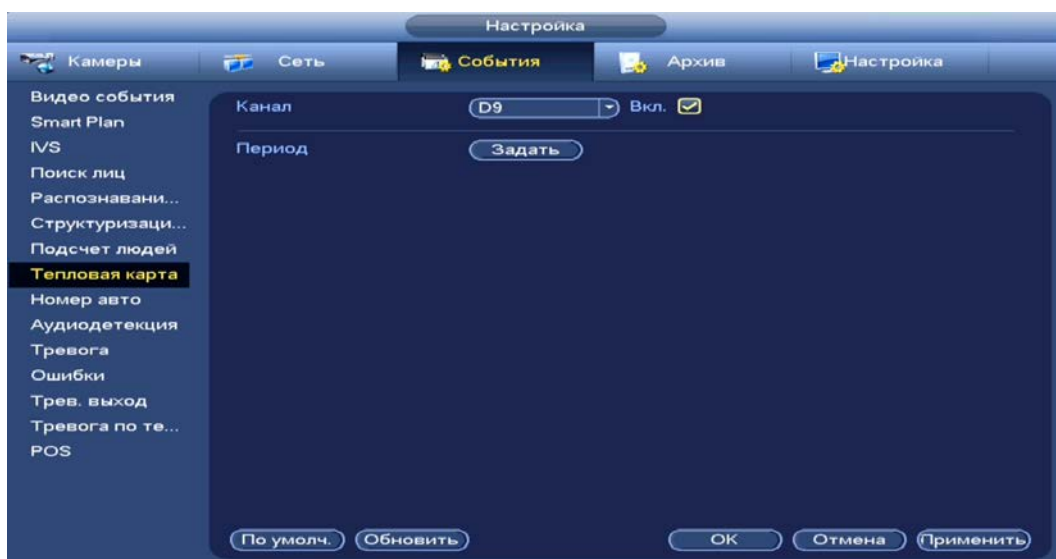 Настройка
Камеры Сеть События Архив Настройка
Видео события
Smart Plan
IVS
Поиск лиц
Распознавани...
Структуризаци...
Подсчет людей
Тепловая карта
Номер авто
Аудиодетекция
Тревога
Ошибки
Трев. выход
Тревога по те...
POS
Канал D9 Вкл.
Период Задать
По умолч. Обновить OK Отмена Применить